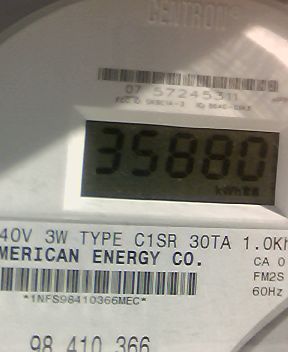 CENTRON®
07 57245311
35880
kWh
40V 3W TYPE C1SR 30TA 1.0Kh
MERICAN ENERGY CO.
CA 0
FM2S
*1NFS98410366MEC*
60Hz
98 410 366